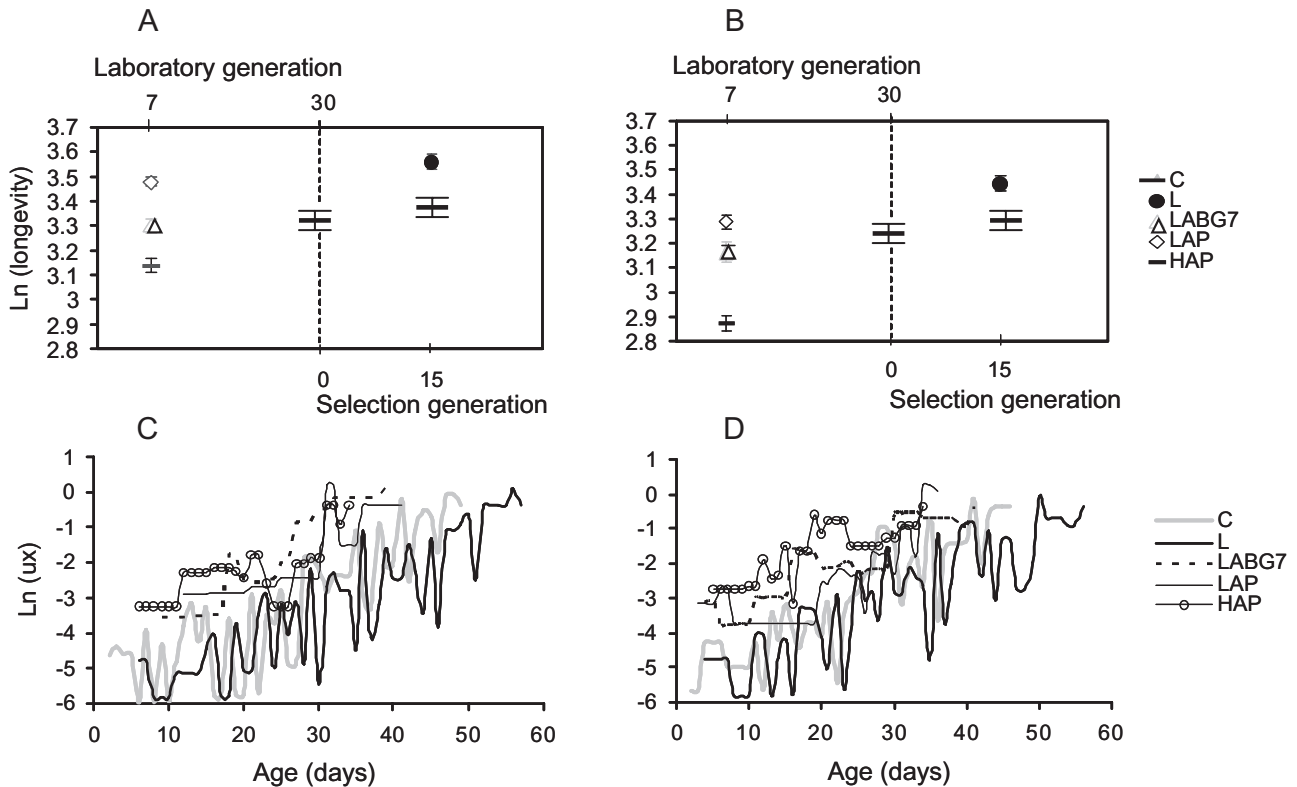 A
B
Laboratory generation
Laboratory generation
7
30
7
30
3.7
3.6
3.5
3.4
3.3
3.2
3.1
3
2.9
2.8
Ln (longevity)
3.7
3.6
3.5
3.4
3.3
3.2
3.1
3
2.9
2.8
C
L
LABG7
LAP
HAP
0
15
Selection generation
0
15
Selection generation
C
D
1
0
-1
-2
-3
-4
-5
-6
Ln (ux)
0
10
20
30
40
50
60
Age (days)
1
0
-1
-2
-3
-4
-5
-6
0
10
20
30
40
50
60
Age (days)
C
L
LABG7
LAP
HAP